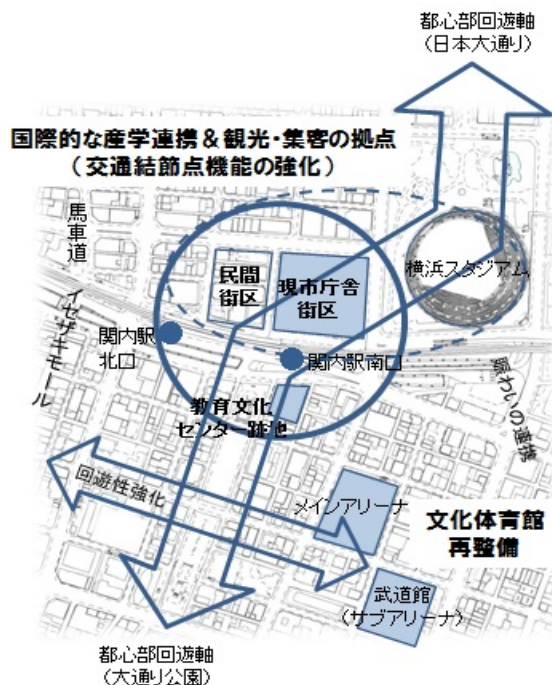 都心部回遊軸
(日本大通り)
国際的な産学連携＆観光・集客の拠点
(交通結節点機能の強化)
馬車道
イセザキモール
民間
街区
現市庁舎
街区
横浜スタジアム
関内駅
北口
関内駅南口
教育文化
センター跡地
賑わいの連携
回遊性強化
メインアリーナ
文化体育館
再整備
武道館
(サブアリーナ)
都心部回遊軸
(大通り公園)